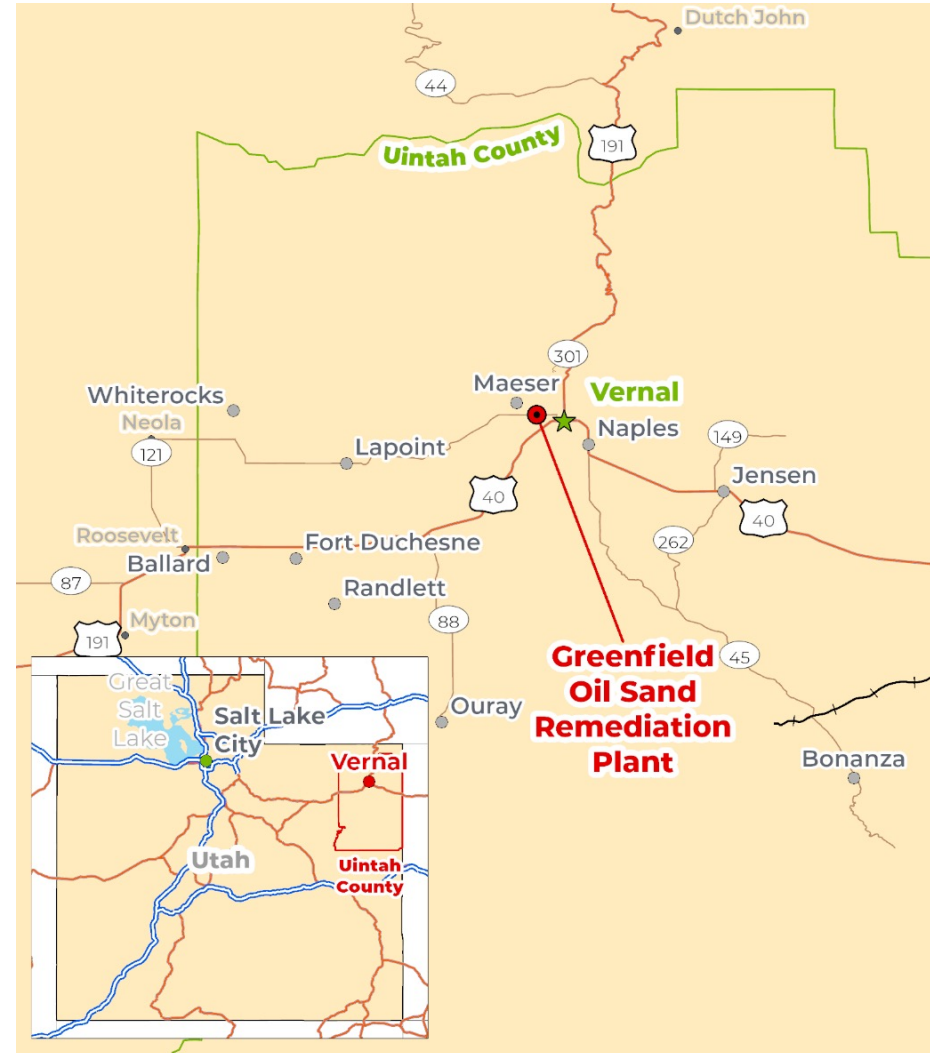 Dutch John
44
191
Uintah County
301
Maeser
Vernal
Whiterocks
Neola
Naples
149
121
Lapoint
Jensen
40
40
Roosevelt
Fort Duchesne
262
Ballard
87
Randlett
88
Myton
191
Greenfield
Oil Sand
Remediation
Plant
45
Ouray
Bonanza
Great
Salt
Lake
Salt Lake
City
Vernal
Utah
Uintah
County